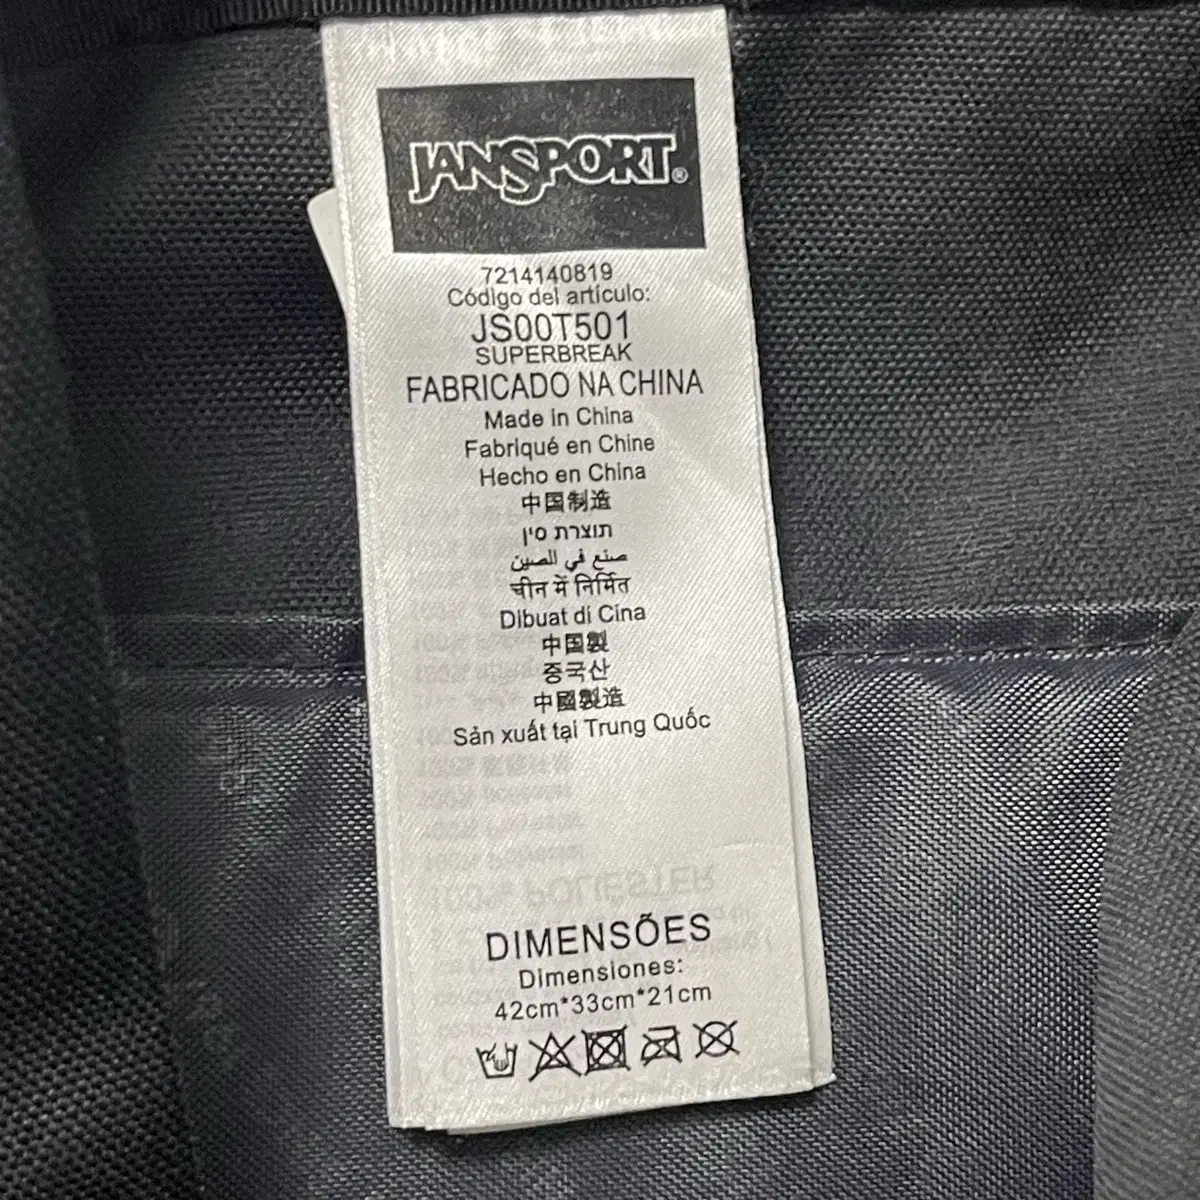 JANSPORT®
7214140819
Código del artículo:
JS00T501
SUPERBREAK
FABRICADO NA CHINA
Made in China
Fabriqué en Chine
Hecho en China
中国制造
תוצרת סין
صنع في الصين
चीन में निर्मित
Dibuat di Cina
中国製
중국산
中國製造
Sản xuất tại Trung Quốc
100% POLIÉSTER
DIMENSÕES
Dimensiones:
42cm*33cm*21cm